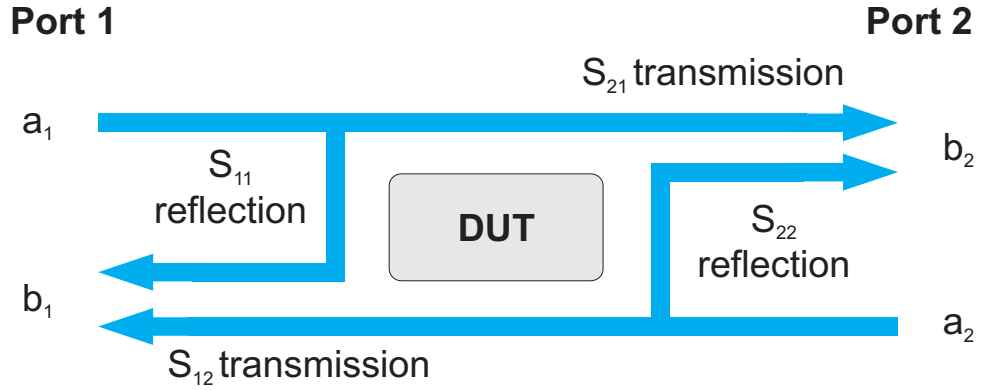 Port 1
Port 2
S₂₁ transmission
a₁
b₂
S₁₁
reflection
DUT
S₂₂
reflection
b₁
a₂
S₁₂ transmission